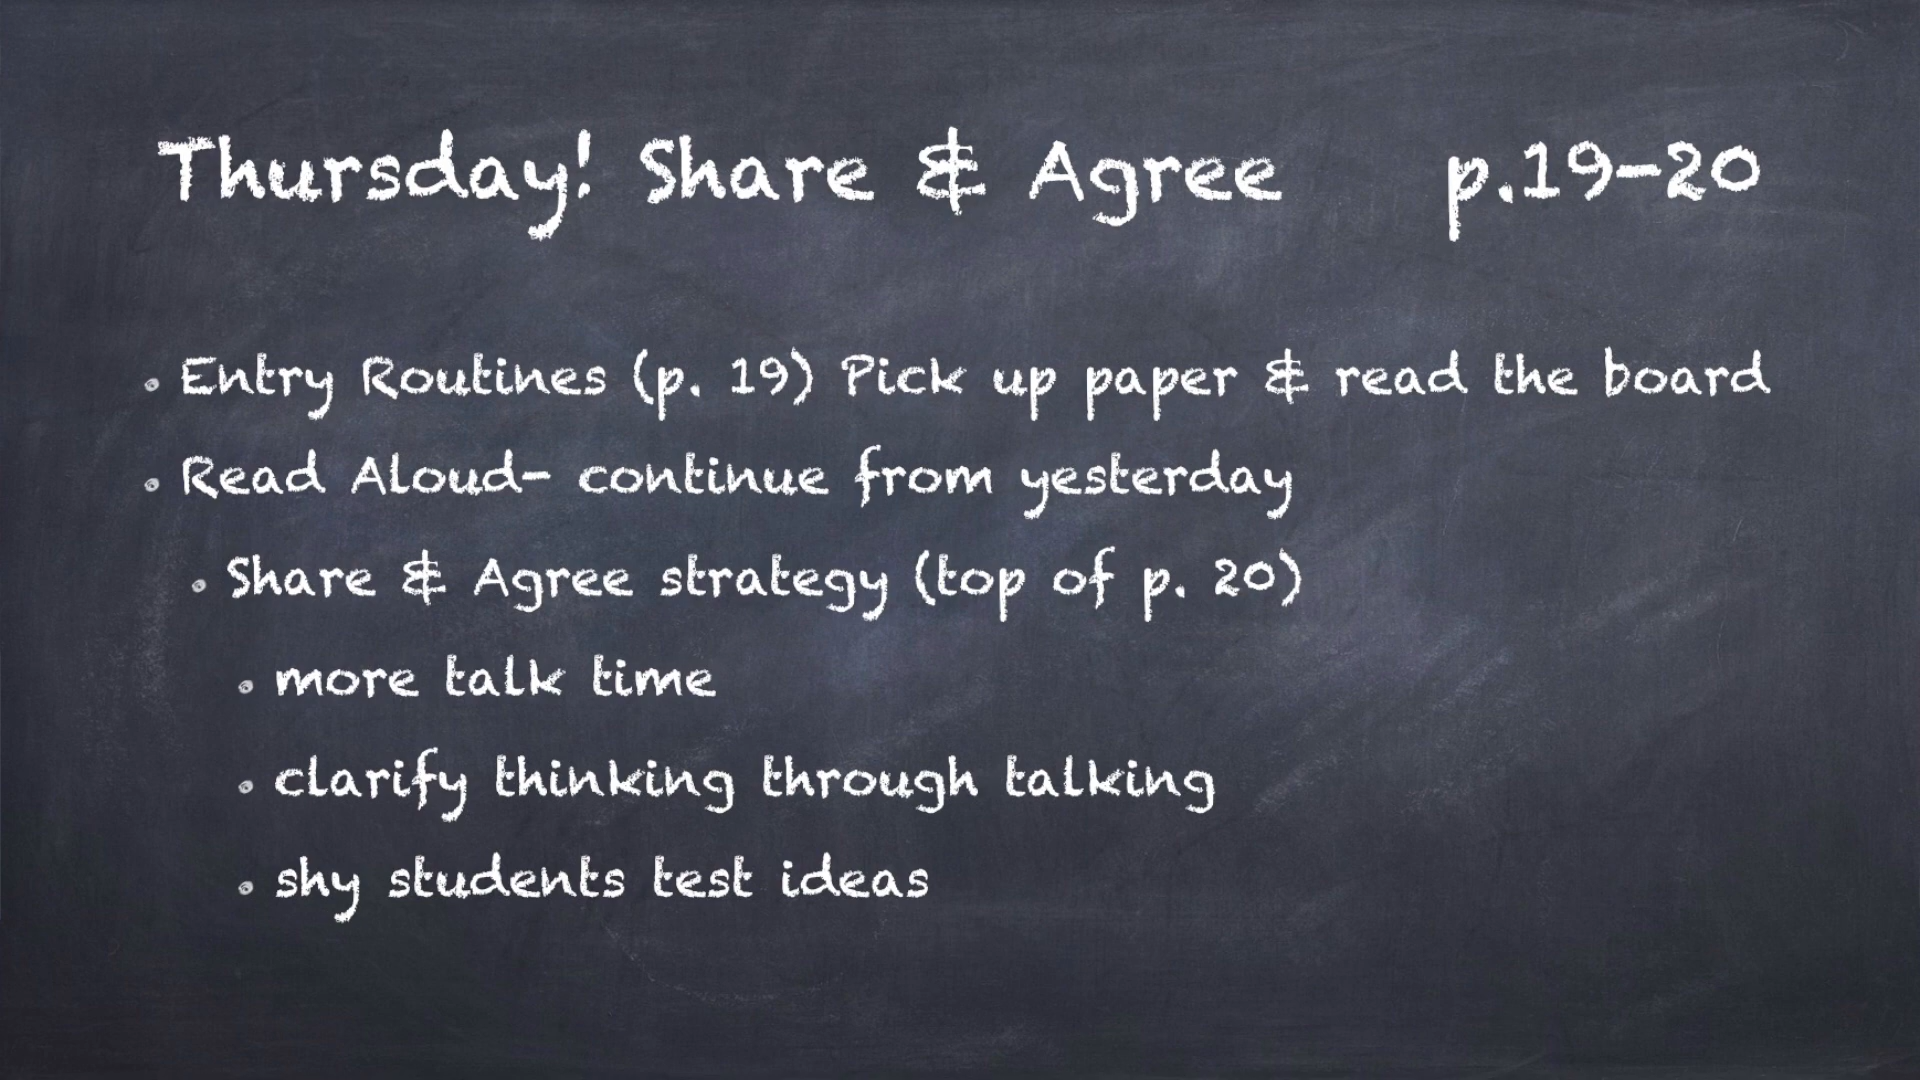 Thursday! Share & Agree p.19-20
• Entry Routines (p. 19) Pick up paper & read the board
• Read Aloud- continue from yesterday
• Share & Agree strategy (top of p. 20)
• more talk time
• clarify thinking through talking
• shy students test ideas